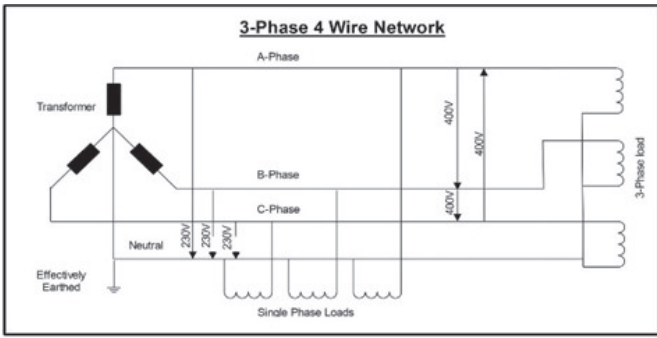 3-Phase 4 Wire Network
A-Phase
Transformer
400V
400V
3-Phase load
B-Phase
400V
C-Phase
230V
230V
230V
Neutral
Effectively
Earthed
Single Phase Loads